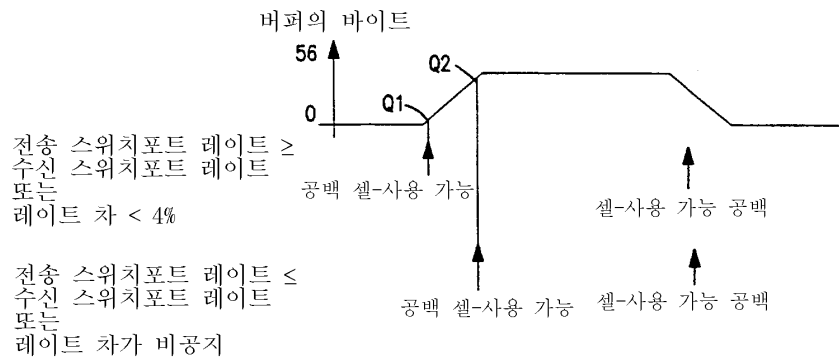 버퍼의 바이트
56
Q2
Q1
0
전송 스위치포트 레이트 ≥
수신 스위치포트 레이트
또는
레이트 차 < 4%
공백 셀-사용 가능
셀-사용 가능 공백
전송 스위치포트 레이트 ≤
수신 스위치포트 레이트
또는
레이트 차가 비공지
공백 셀-사용 가능
셀-사용 가능 공백